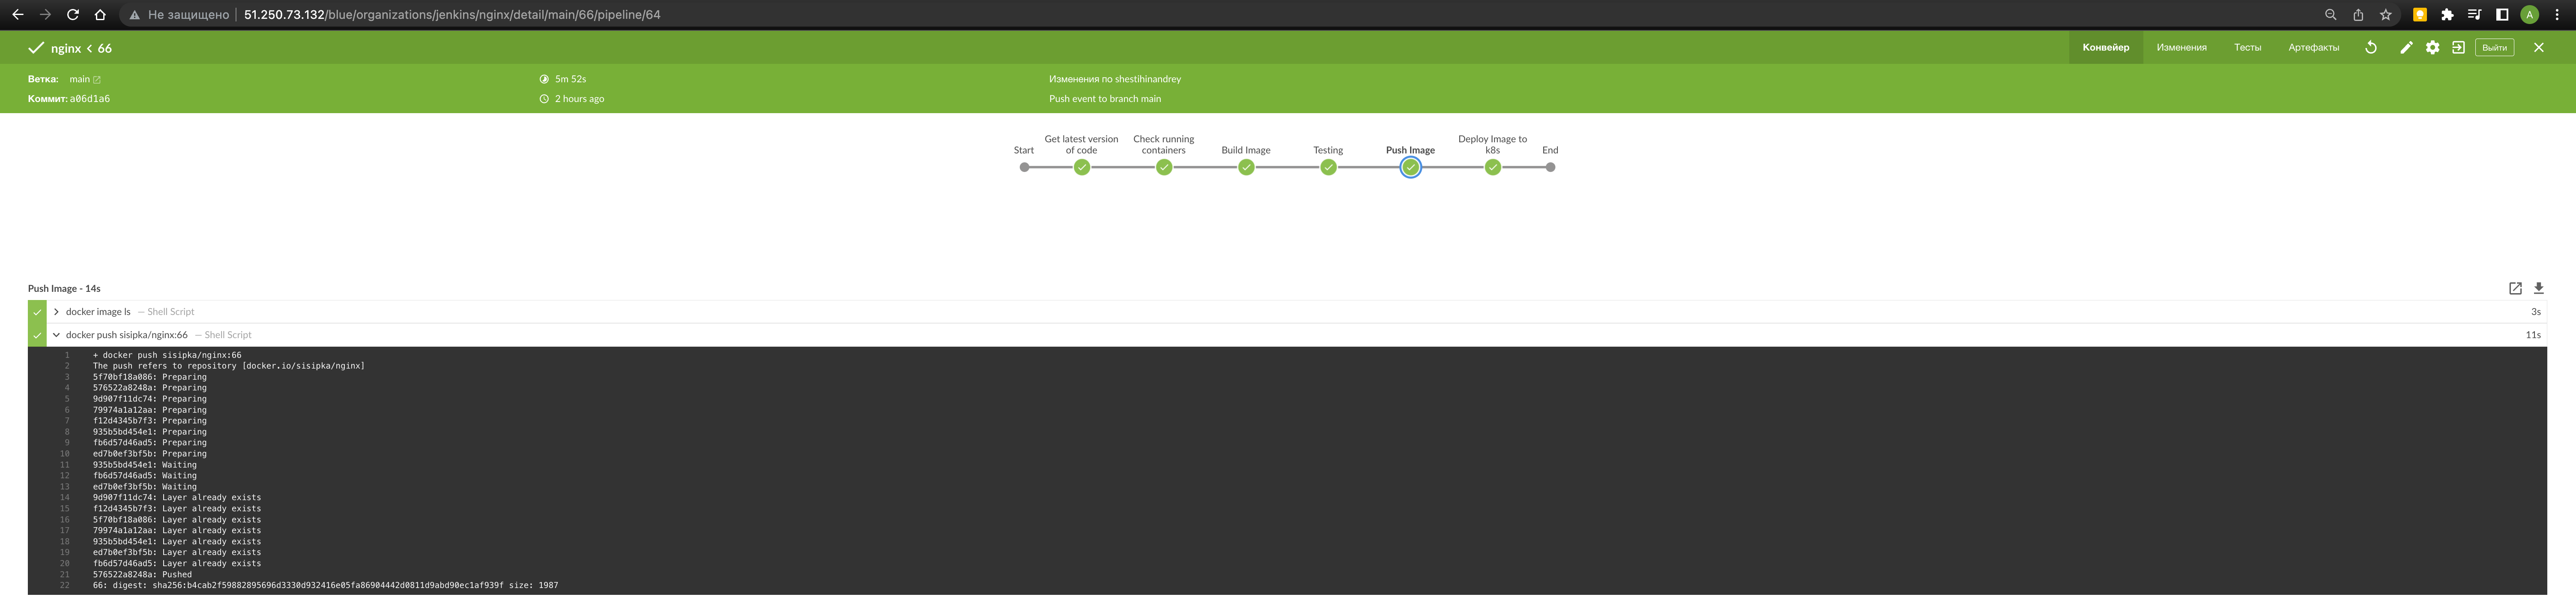 Не защищено 51.250.73.132/blue/organizations/jenkins/nginx/detail/main/66/pipeline/64
A
nginx < 66
Конвейер Изменения Тесты Артефакты Выйти
Ветка: main 5m 52s Изменения по shestihinandrey
Коммит: a06d1a6 2 hours ago Push event to branch main
Start
Get latest version of code
Check running containers
Build Image
Testing
Push Image
Deploy Image to k8s
End
Push Image - 14s
docker image ls — Shell Script 3s
docker push sisipka/nginx:66 — Shell Script 11s
1 + docker push sisipka/nginx:66
2 The push refers to repository [docker.io/sisipka/nginx]
3 5f70bf18a086: Preparing
4 576522a8248a: Preparing
5 9d907f11dc74: Preparing
6 79974a1a12aa: Preparing
7 f12d4345b7f3: Preparing
8 935b5bd454e1: Preparing
9 fb6d57d46ad5: Preparing
10 ed7b0ef3bf5b: Preparing
11 935b5bd454e1: Waiting
12 fb6d57d46ad5: Waiting
13 ed7b0ef3bf5b: Waiting
14 9d907f11dc74: Layer already exists
15 f12d4345b7f3: Layer already exists
16 5f70bf18a086: Layer already exists
17 79974a1a12aa: Layer already exists
18 935b5bd454e1: Layer already exists
19 ed7b0ef3bf5b: Layer already exists
20 fb6d57d46ad5: Layer already exists
21 576522a8248a: Pushed
22 66: digest: sha256:b4cab2f59882895696d3330d932416e05fa86904442d0811d9abd90ec1af939f size: 1987